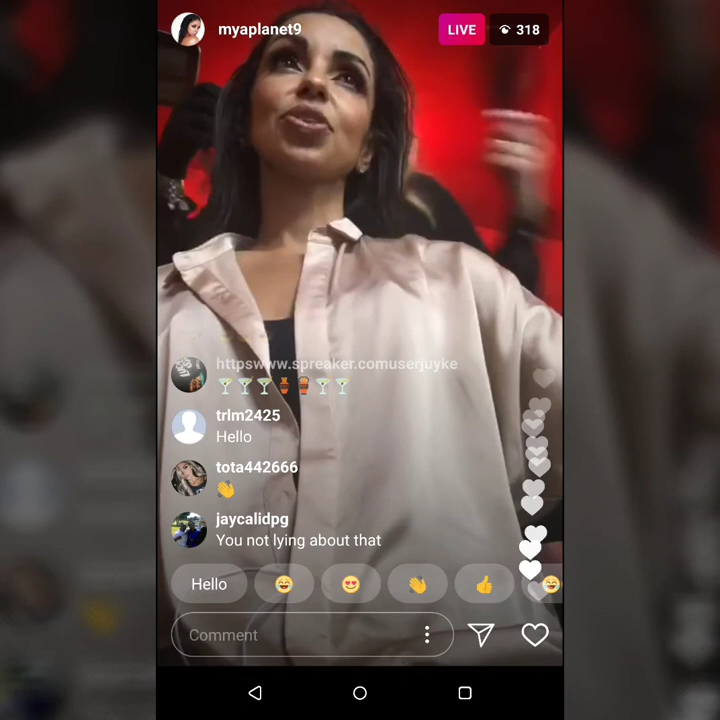 myaplanet9
LIVE
318
httpswww.spreaker.comuserjuyke
trlm2425
Hello
tota442666
jaycalidpg
You not lying about that
Hello
Comment